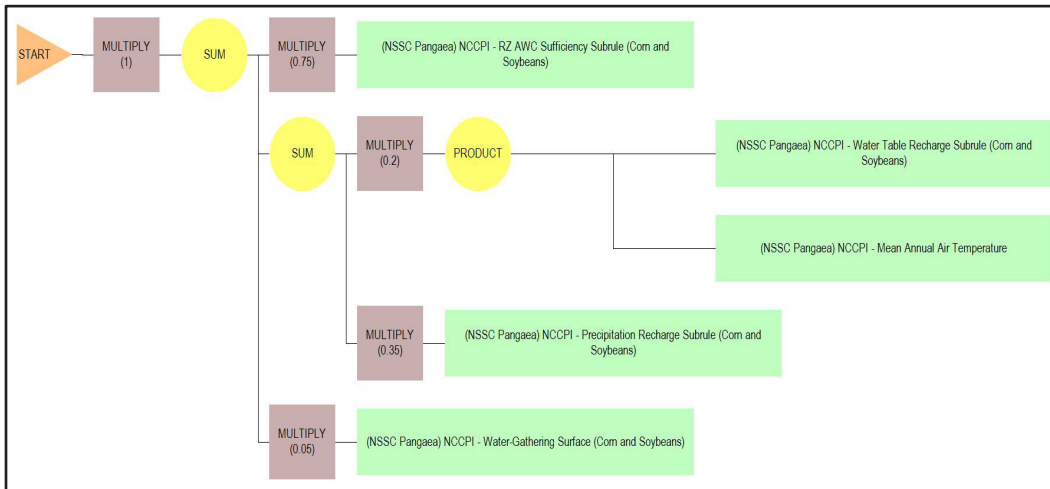 START
MULTIPLY
(1)
SUM
MULTIPLY
(0.75)
(NSSC Pangaea) NCCPI - RZ AWC Sufficiency Subrule (Corn and
Soybeans)
SUM
MULTIPLY
(0.2)
PRODUCT
(NSSC Pangaea) NCCPI - Water Table Recharge Subrule (Corn and
Soybeans)
(NSSC Pangaea) NCCPI - Mean Annual Air Temperature
MULTIPLY
(0.35)
(NSSC Pangaea) NCCPI - Precipitation Recharge Subrule (Corn and
Soybeans)
MULTIPLY
(0.05)
(NSSC Pangaea) NCCPI - Water-Gathering Surface (Corn and Soybeans)